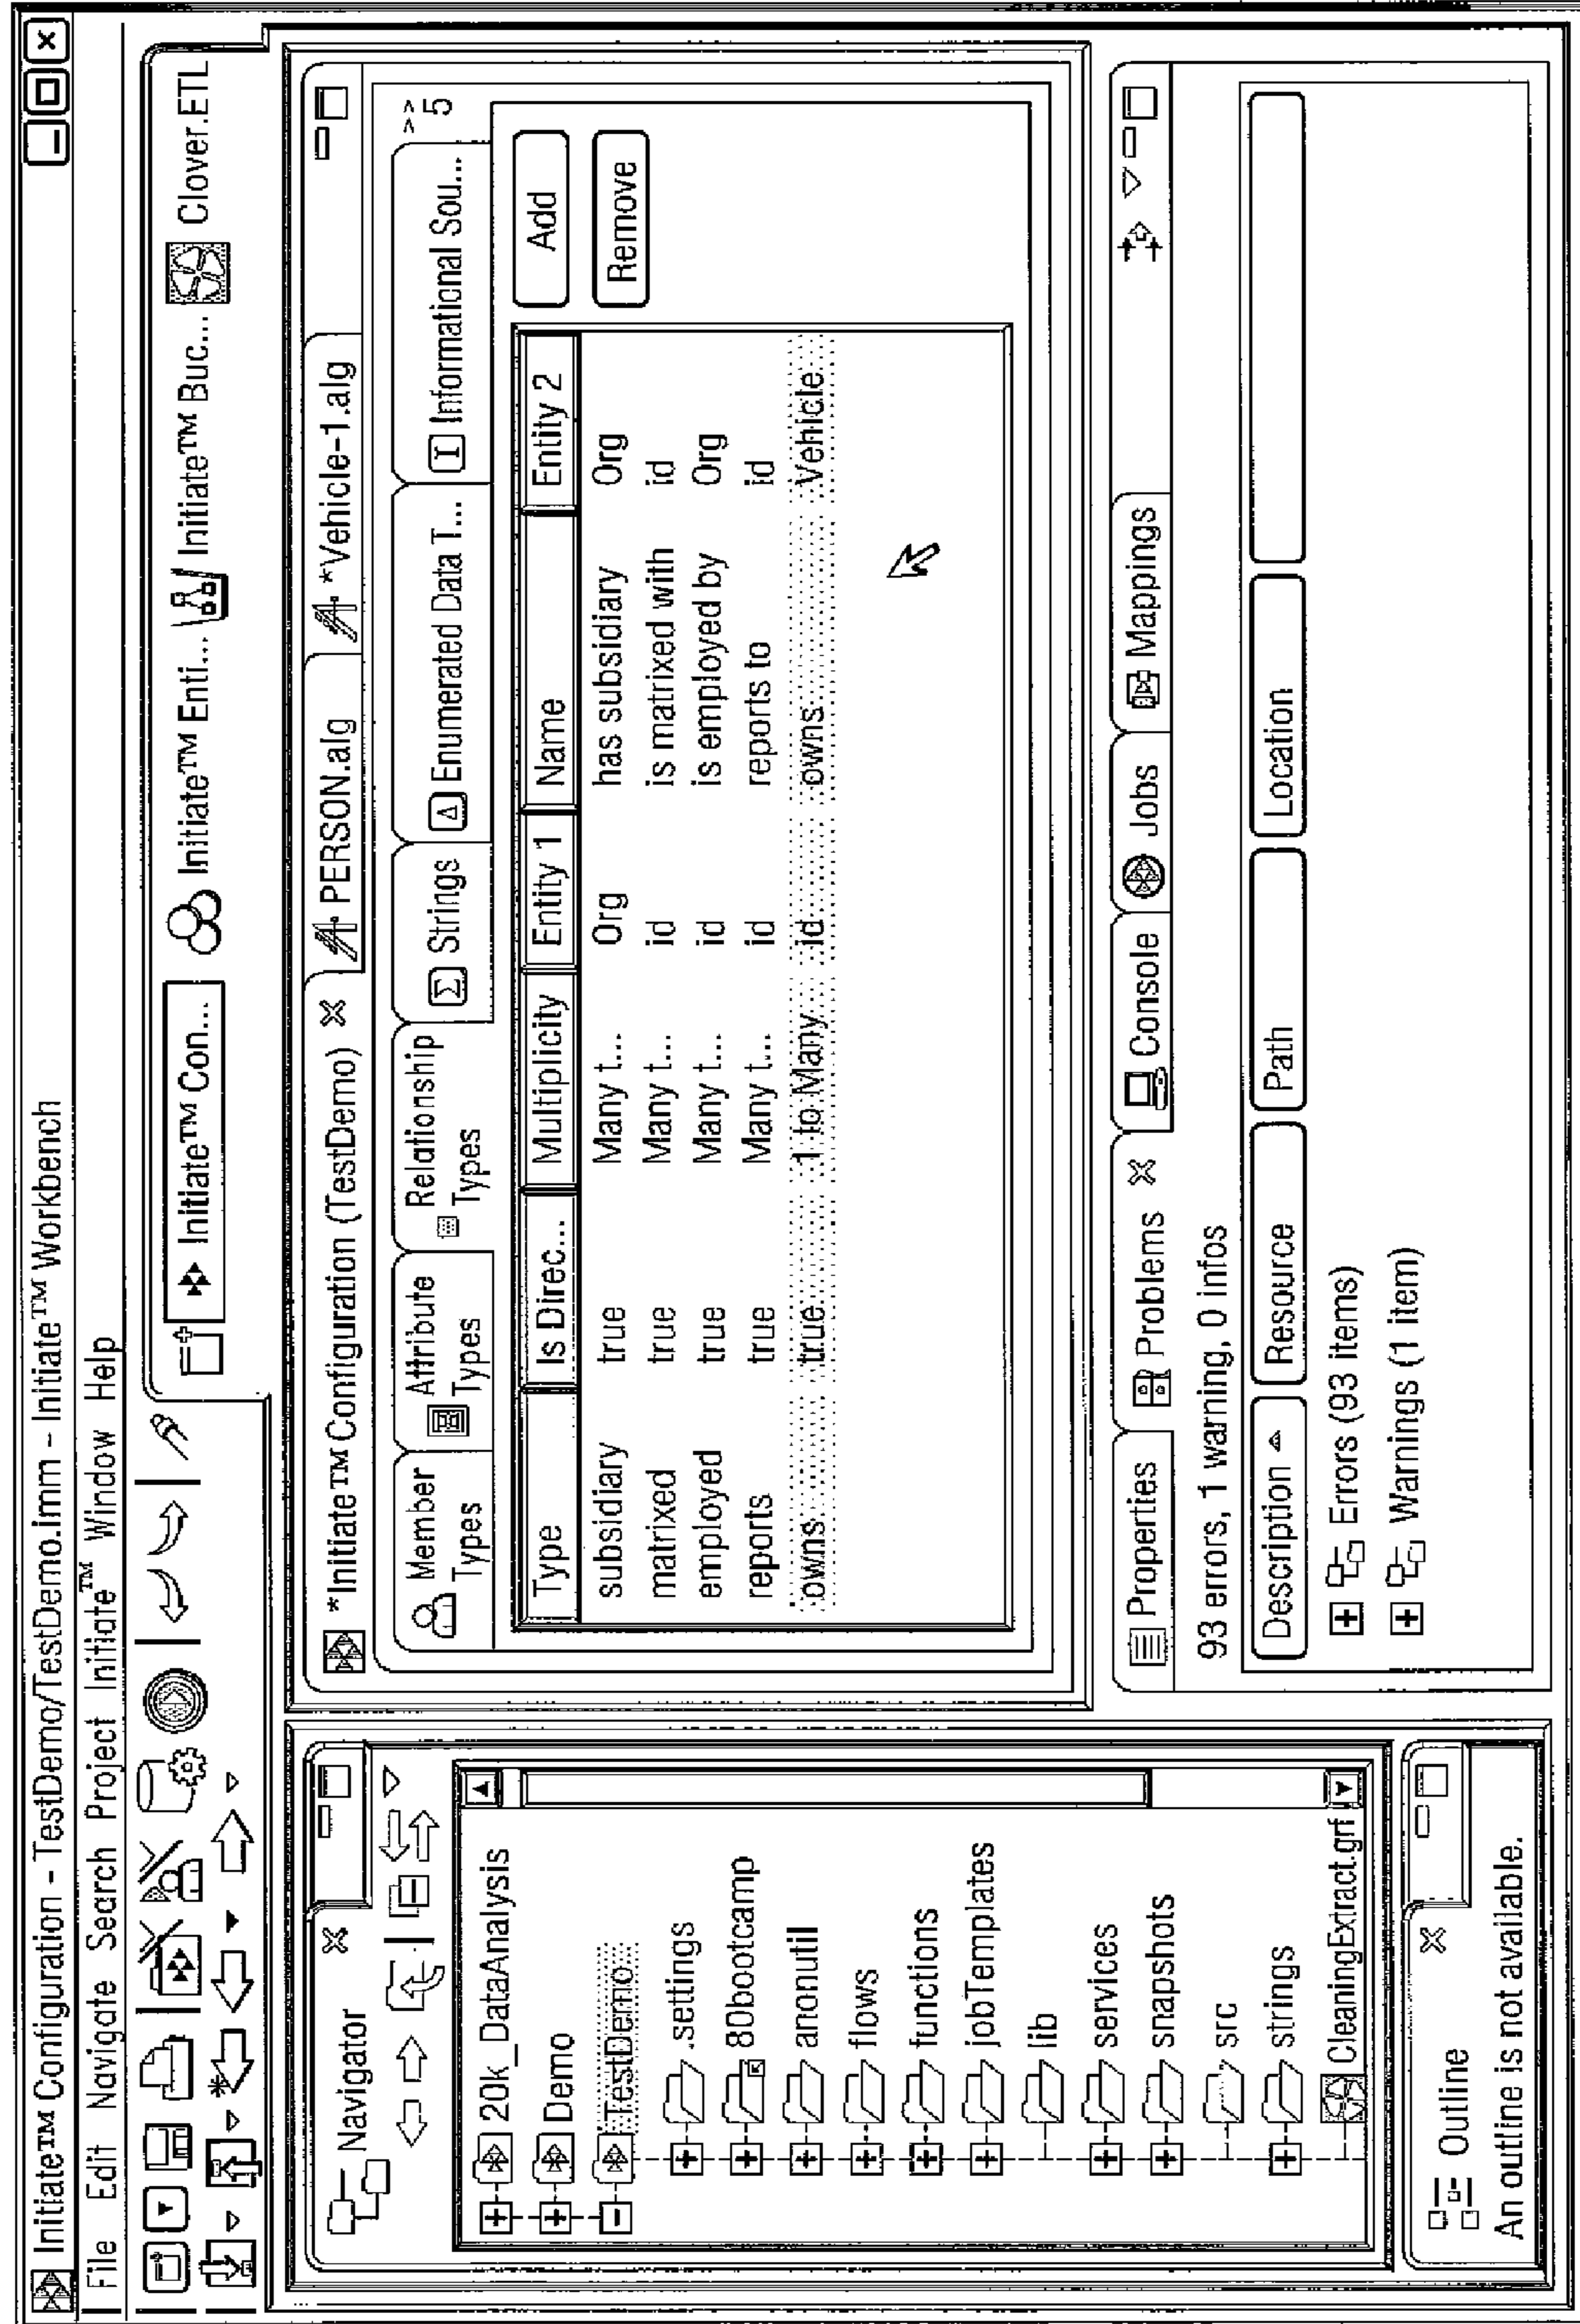 Initiate™ Configuration - TestDemo/TestDemo.imm - Initiate™ Workbench
File Edit Navigate Search Project Initiate™ Window Help
Initiate™ Con... Initiate™ Enti... Initiate™ Buc... Clover.ETL
Navigator
20k_DataAnalysis
Demo
TestDemo
.settings
80bootcamp
anonutil
flows
functions
jobTemplates
lib
services
snapshots
src
strings
CleaningExtract.grf
Outline
An outline is not available.
*Initiate™ Configuration (TestDemo) PERSON.alg *Vehicle-1.alg
Member Types Attribute Types Relationship Types Σ Strings Enumerated Data T... I Informational Sou... >> 5
Type Is Direc... Multiplicity Entity 1 Name Entity 2
subsidiary true Many t... Org has subsidiary Org
matrixed true Many t... id is matrixed with id
employed true Many t... id is employed by Org
reports true Many t... id reports to id
owns true 1 to Many id owns Vehicle
Add
Remove
Properties Problems Console Jobs Mappings
93 errors, 1 warning, 0 infos
Description Resource Path Location
Errors (93 items)
Warnings (1 item)